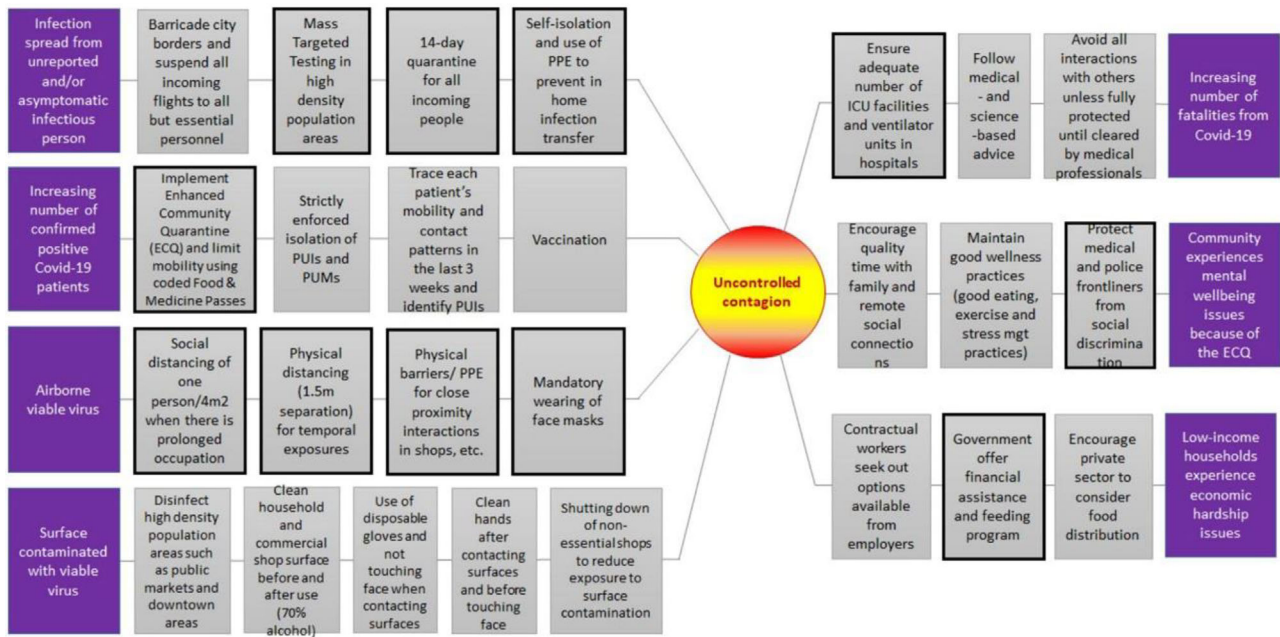 Infection
spread from
unreported
and/or
asymptomatic
infectious
person
Barricade city
borders and
suspend all
incoming
flights to all
but essential
personnel
Mass
Targeted
Testing in
high
density
population
areas
14-day
quarantine
for all
incoming
people
Self-isolation
and use of
PPE to
prevent in
home
infection
transfer
Increasing
number of
confirmed
positive
Covid-19
patients
Implement
Enhanced
Community
Quarantine
(ECQ) and limit
mobility using
coded Food &
Medicine Passes
Strictly
enforced
isolation of
PUIs and
PUMs
Trace each
patient's
mobility and
contact
patterns in
the last 3
weeks and
identify PUIs
Vaccination
Airborne
viable virus
Social
distancing of
one
person/4m2
when there is
prolonged
occupation
Physical
distancing
(1.5m
separation)
for temporal
exposures
Physical
barriers/ PPE
for close
proximity
interactions
in shops, etc.
Mandatory
wearing of
face masks
Surface
contaminated
with viable
virus
Disinfect
high density
population
areas such
as public
markets and
downtown
areas
Clean
household
and
commercial
shop surface
before and
after use
(70%
alcohol)
Use of
disposable
gloves and
not
touching
face when
contacting
surfaces
Clean
hands
after
contacting
surfaces
and before
touching
face
Shutting down
of non-
essential shops
to reduce
exposure to
surface
contamination
Uncontrolled
contagion
Ensure
adequate
number of
ICU facilities
and ventilator
units in
hospitals
Follow
medical
- and
science
-based
advice
Avoid all
interactions
with others
unless fully
protected
until cleared
by medical
professionals
Increasing
number of
fatalities from
Covid-19
Encourage
quality
time with
family and
remote
social
connectio
ns
Maintain
good wellness
practices
(good eating,
exercise and
stress mgt
practices)
Protect
medical
and police
frontliners
from
social
discrimina
tion
Community
experiences
mental
wellbeing
issues
because of
the ECQ
Contractual
workers
seek out
options
available
from
employers
Government
offer
financial
assistance
and feeding
program
Encourage
private
sector to
consider
food
distribution
Low-income
households
experience
economic
hardship
issues